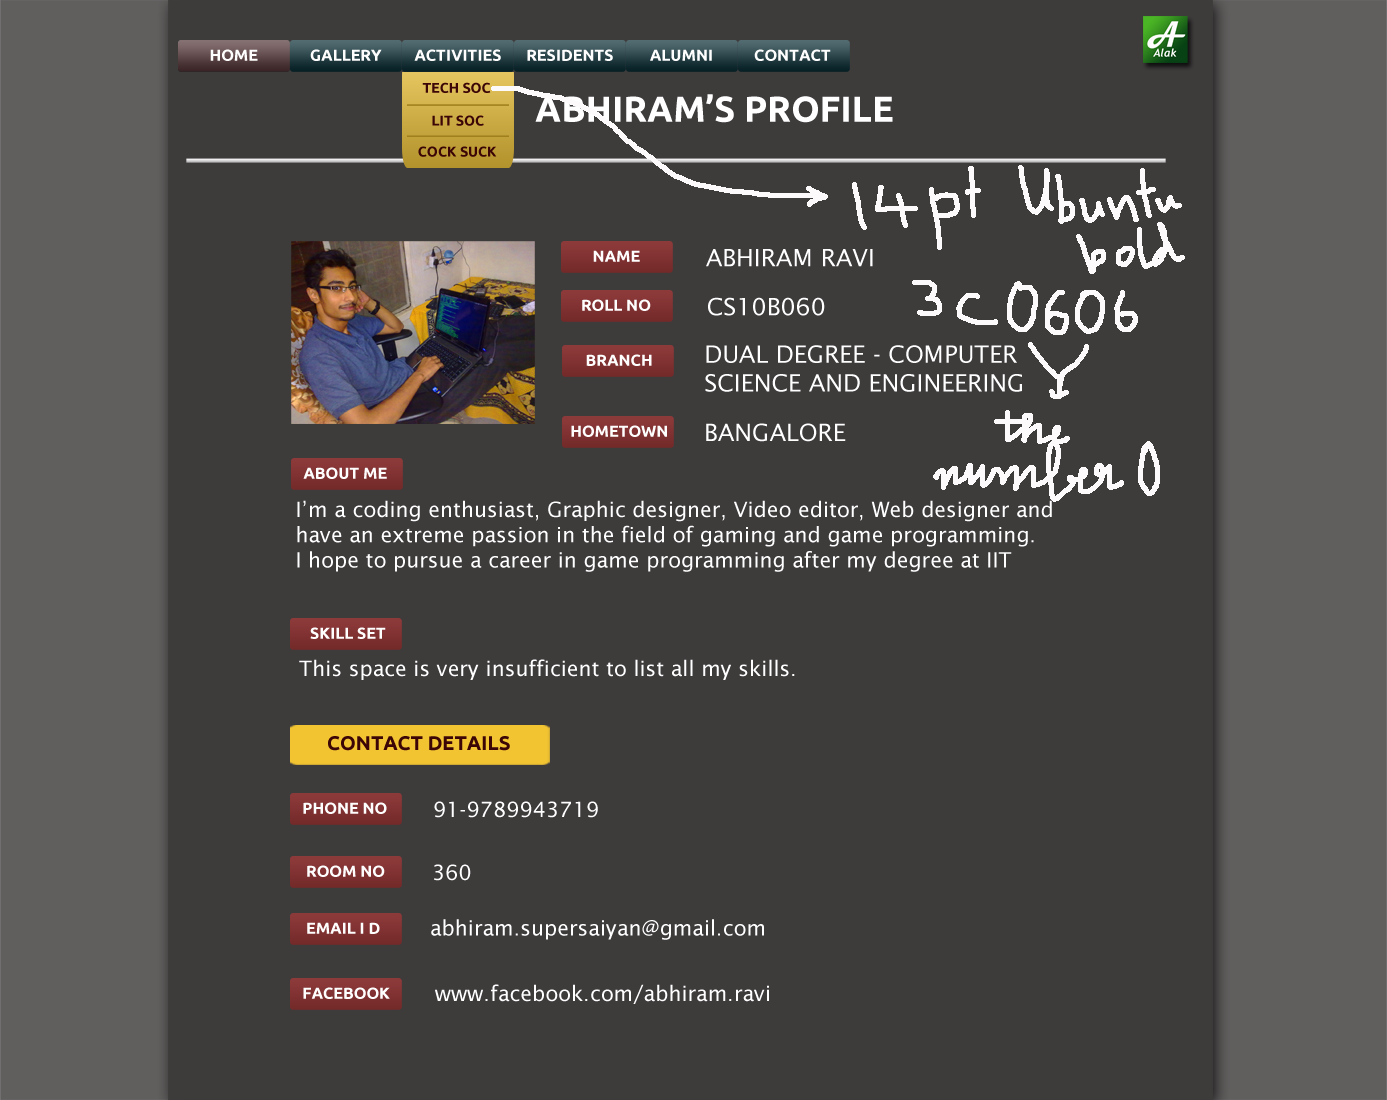 HOME GALLERY ACTIVITIES RESIDENTS ALUMNI CONTACT
A
Alak
TECH SOC
LIT SOC
COCK SUCK
ABHIRAM’S PROFILE
14pt Ubuntu
bold
3C0606
the
number 0
NAME ABHIRAM RAVI
ROLL NO CS10B060
BRANCH DUAL DEGREE - COMPUTER
SCIENCE AND ENGINEERING
HOMETOWN BANGALORE
ABOUT ME
I’m a coding enthusiast, Graphic designer, Video editor, Web designer and
have an extreme passion in the field of gaming and game programming.
I hope to pursue a career in game programming after my degree at IIT
SKILL SET
This space is very insufficient to list all my skills.
CONTACT DETAILS
PHONE NO 91-9789943719
ROOM NO 360
EMAIL I D abhiram.supersaiyan@gmail.com
FACEBOOK www.facebook.com/abhiram.ravi